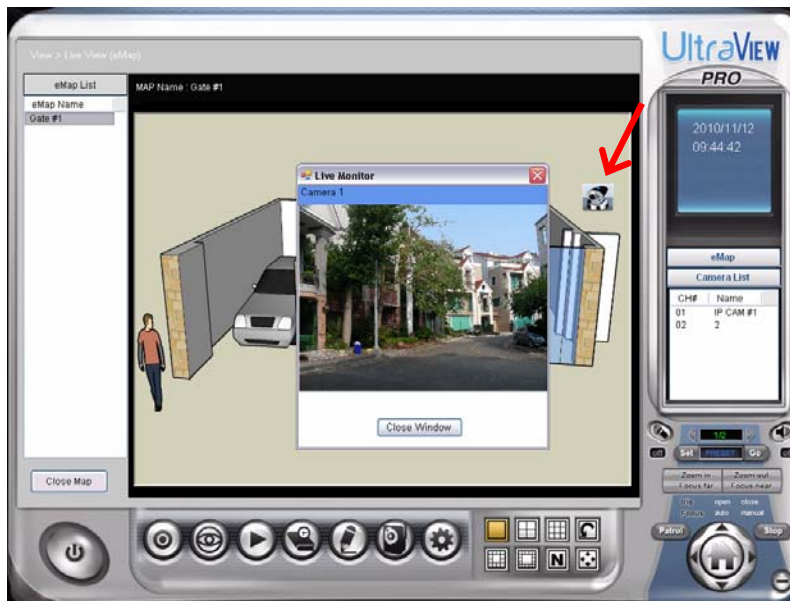 View > Live View (eMap)
UltraVIEW
PRO
eMap List
MAP Name : Gate #1
eMap Name
Gate #1
2010/11/12
09:44:42
Live Monitor
Camera 1
eMap
Camera List
CH# Name
01 IP CAM #1
02 2
Close Window
1/2
off
Set PRESET Go
Zoom in Zoom out
Focus far Focus near
Close Map
Iris open close
Focus auto manual
Patrol Stop
N